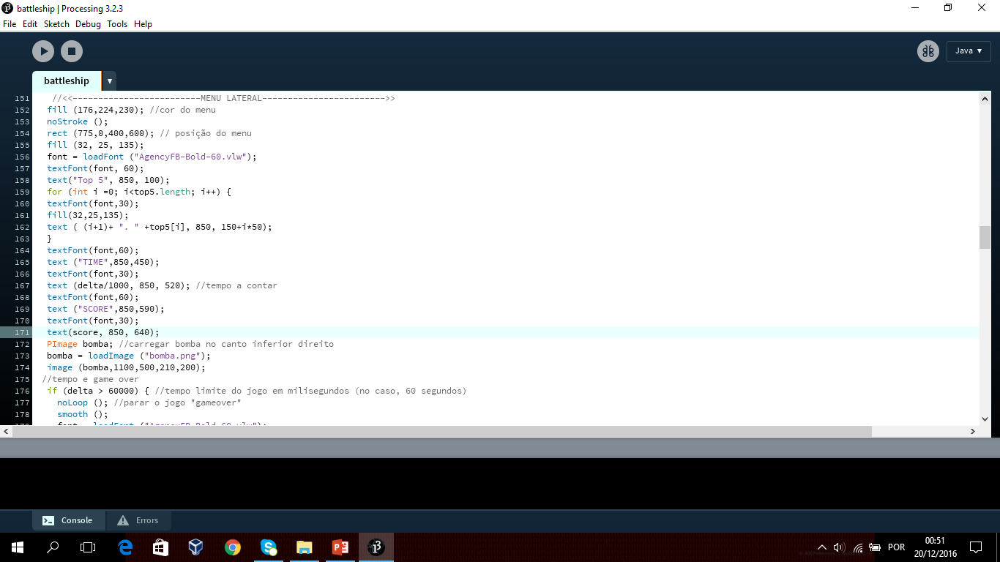 battleship | Processing 3.2.3
File Edit Sketch Debug Tools Help
Java ▼
battleship ▼
151 //<<-------------------------MENU LATERAL------------------------>>
152 fill (176,224,230); //cor do menu
153 noStroke ();
154 rect (775,0,400,600); // posição do menu
155 fill (32, 25, 135);
156 font = loadFont ("AgencyFB-Bold-60.vlw");
157 textFont(font, 60);
158 text("Top 5", 850, 100);
159 for (int i =0; i<top5.length; i++) {
160 textFont(font,30);
161 fill(32,25,135);
162 text ( (i+1)+ ". " +top5[i], 850, 150+i*50);
163 }
164 textFont(font,60);
165 text ("TIME",850,450);
166 textFont(font,30);
167 text (delta/1000, 850, 520); //tempo a contar
168 textFont(font,60);
169 text ("SCORE",850,590);
170 textFont(font,30);
171 text(score, 850, 640);
172 PImage bomba; //carregar bomba no canto inferior direito
173 bomba = loadImage ("bomba.png");
174 image (bomba,1100,500,210,200);
175 //tempo e game over
176 if (delta > 60000) { //tempo limite do jogo em milisegundos (no caso, 60 segundos)
177 noLoop (); //parar o jogo "gameover"
178 smooth ();
179 font = loadFont ("AgencyFB-Bold-60.vlw");
Console Errors
POR
00:51
20/12/2016